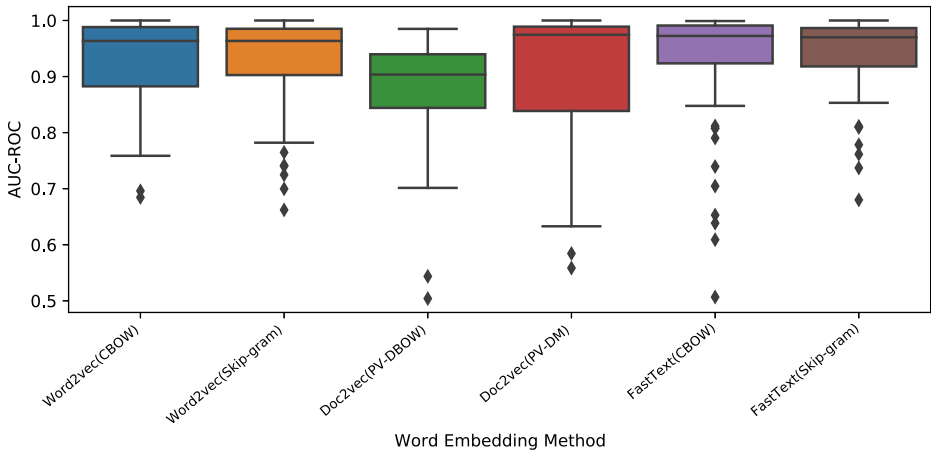 1.0
0.9
0.8
0.7
0.6
0.5
AUC-ROC
Word2vec(CBOW)
Word2vec(Skip-gram)
Doc2vec(PV-DBOW)
Doc2vec(PV-DM)
FastText(CBOW)
FastText(Skip-gram)
Word Embedding Method